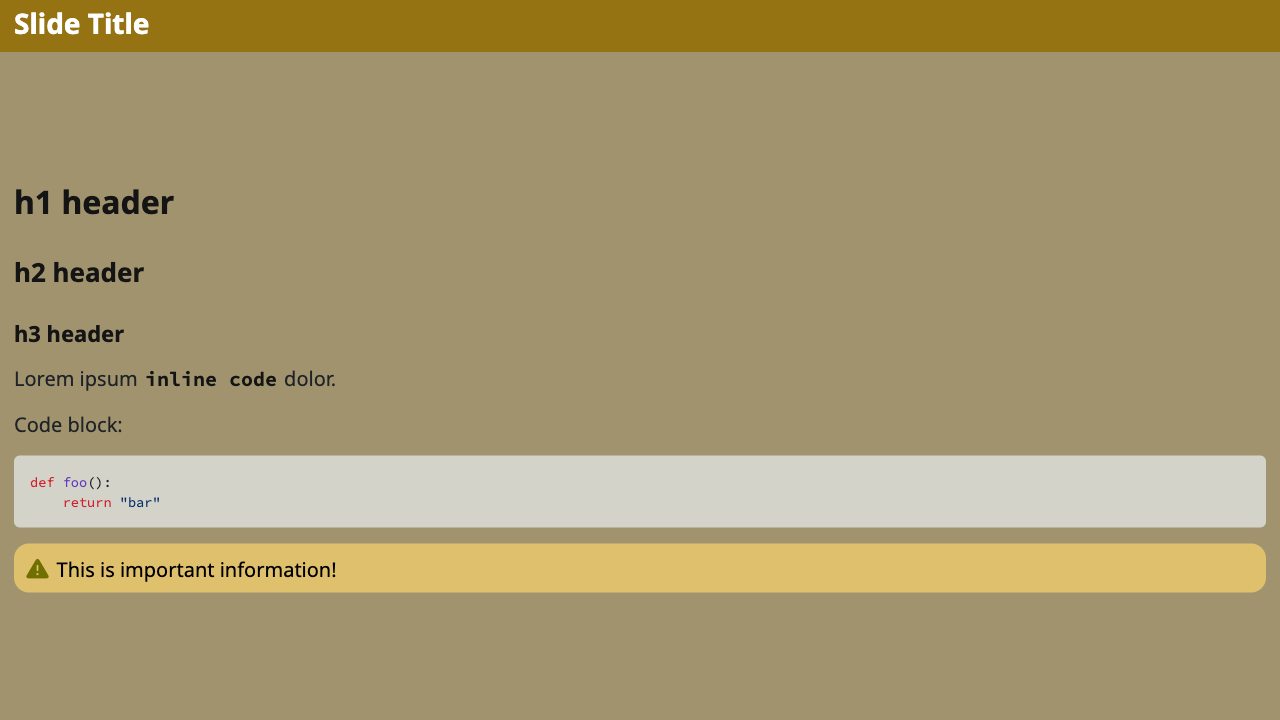 Slide Title
h1 header
h2 header
h3 header
Lorem ipsum inline code dolor.
Code block:
def foo():
    return "bar"
This is important information!